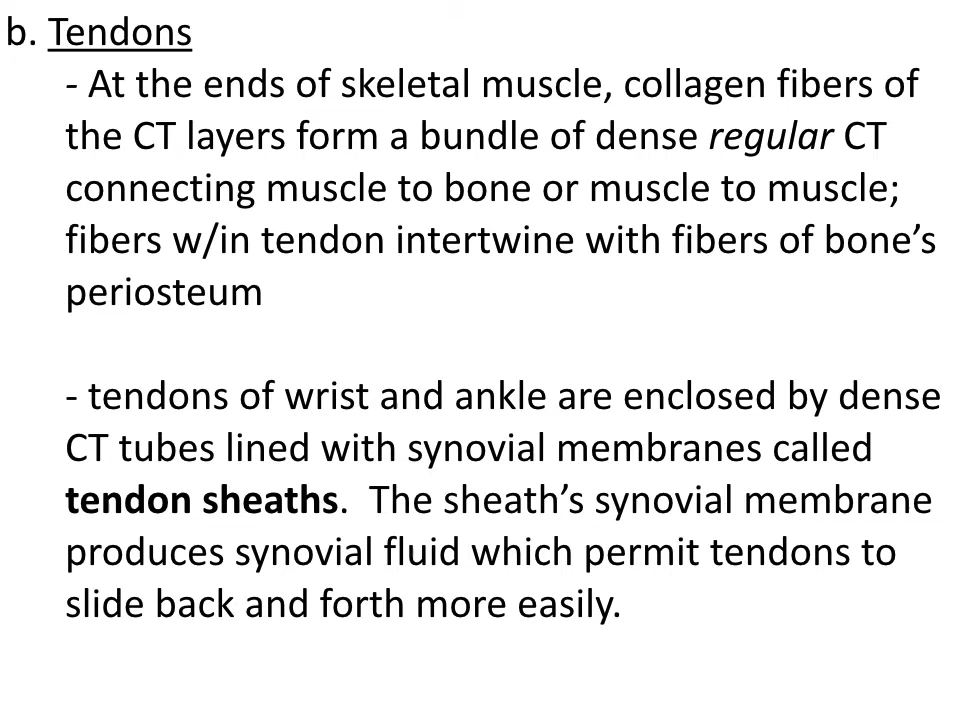 b. Tendons
- At the ends of skeletal muscle, collagen fibers of
the CT layers form a bundle of dense regular CT
connecting muscle to bone or muscle to muscle;
fibers w/in tendon intertwine with fibers of bone’s
periosteum
- tendons of wrist and ankle are enclosed by dense
CT tubes lined with synovial membranes called
tendon sheaths.  The sheath’s synovial membrane
produces synovial fluid which permit tendons to
slide back and forth more easily.